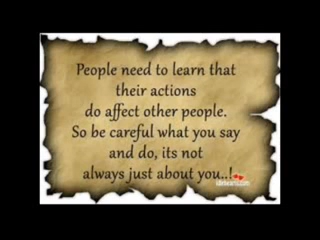 People need to learn that
their actions
do affect other people.
So be careful what you say
and do, its not
always just about you..!